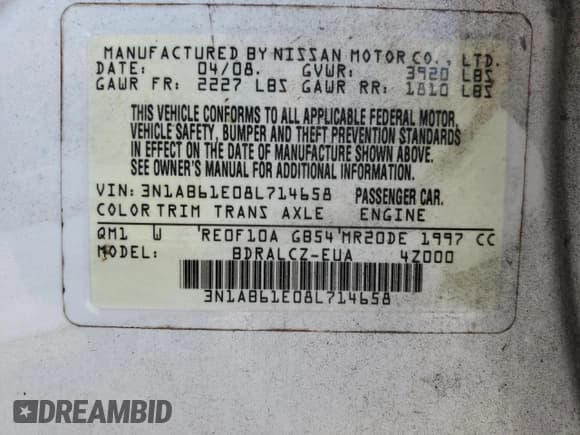 MANUFACTURED BY NISSAN MOTOR CO., LTD.
DATE: 04/08. GVWR: 3920 LBS
GAWR FR: 2227 LBS GAWR RR: 1810 LBS
THIS VEHICLE CONFORMS TO ALL APPLICABLE FEDERAL MOTOR
VEHICLE SAFETY, BUMPER AND THEFT PREVENTION STANDARDS
IN EFFECT ON THE DATE OF MANUFACTURE SHOWN ABOVE.
SEE OWNER'S MANUAL FOR ADDITIONAL INFORMATION.
VIN: 3N1AB61E08L714658 PASSENGER CAR.
COLOR TRIM TRANS AXLE ENGINE
QM1 W RE0F10A GB54 MR20DE 1997 CC
MODEL: BDRALCZ-EUA 4Z000
3N1AB61E08L714658
DREAMBID